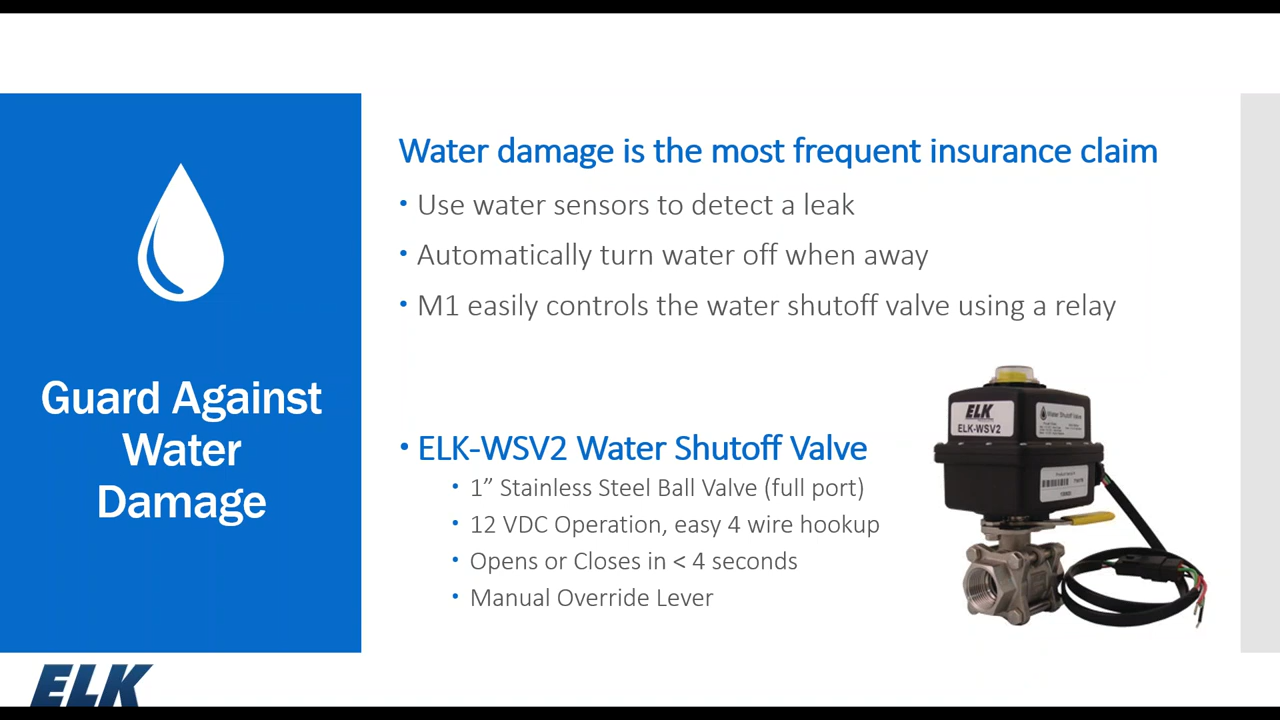 Guard Against
Water
Damage
Water damage is the most frequent insurance claim
• Use water sensors to detect a leak
• Automatically turn water off when away
• M1 easily controls the water shutoff valve using a relay
• ELK-WSV2 Water Shutoff Valve
• 1” Stainless Steel Ball Valve (full port)
• 12 VDC Operation, easy 4 wire hookup
• Opens or Closes in < 4 seconds
• Manual Override Lever
ELK
ELK-WSV2
Water Shutoff Valve
ELK